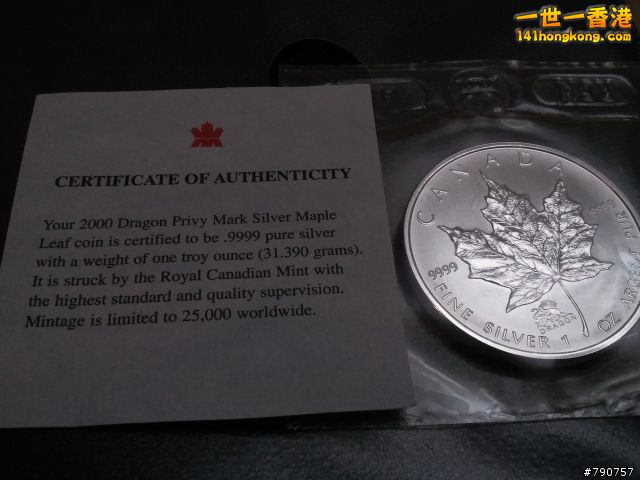 一世一香港
141hongkong.com
CERTIFICATE OF AUTHENTICITY
Your 2000 Dragon Privy Mark Silver Maple
Leaf coin is certified to be .9999 pure silver
with a weight of one troy ounce (31.390 grams).
It is struck by the Royal Canadian Mint with
the highest standard and quality supervision.
Mintage is limited to 25,000 worldwide.
CANADA
9999
9999
FINE SILVER 1 OZ ARGENT PUR
DRAGON
#790757